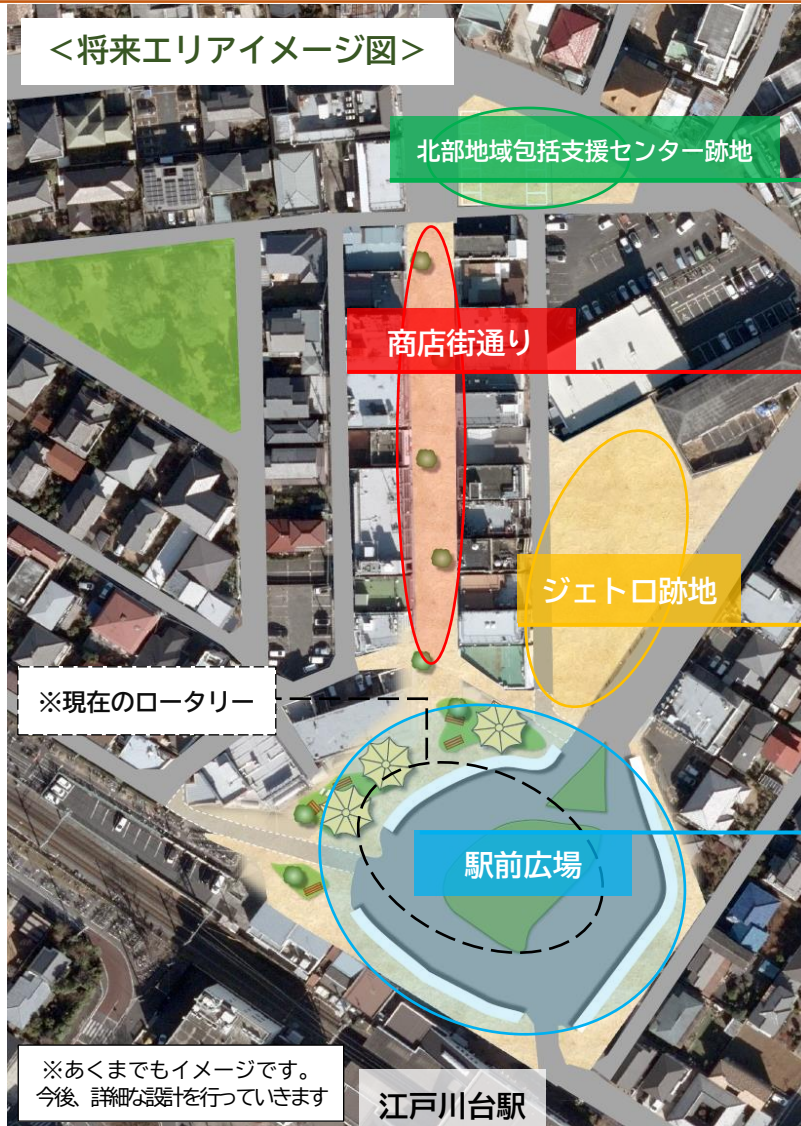 ＜将来エリアイメージ図＞
北部地域包括支援センター跡地
商店街通り
ジェトロ跡地
※現在のロータリー
駅前広場
※あくまでもイメージです。
今後、詳細な設計を行っていきます
江戸川台駅